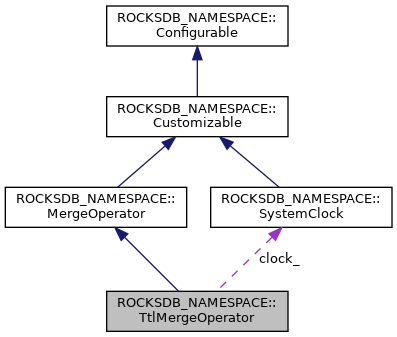 ROCKSDB_NAMESPACE::
Configurable
ROCKSDB_NAMESPACE::
Customizable
ROCKSDB_NAMESPACE::
MergeOperator
ROCKSDB_NAMESPACE::
SystemClock
clock_
ROCKSDB_NAMESPACE::
TtlMergeOperator